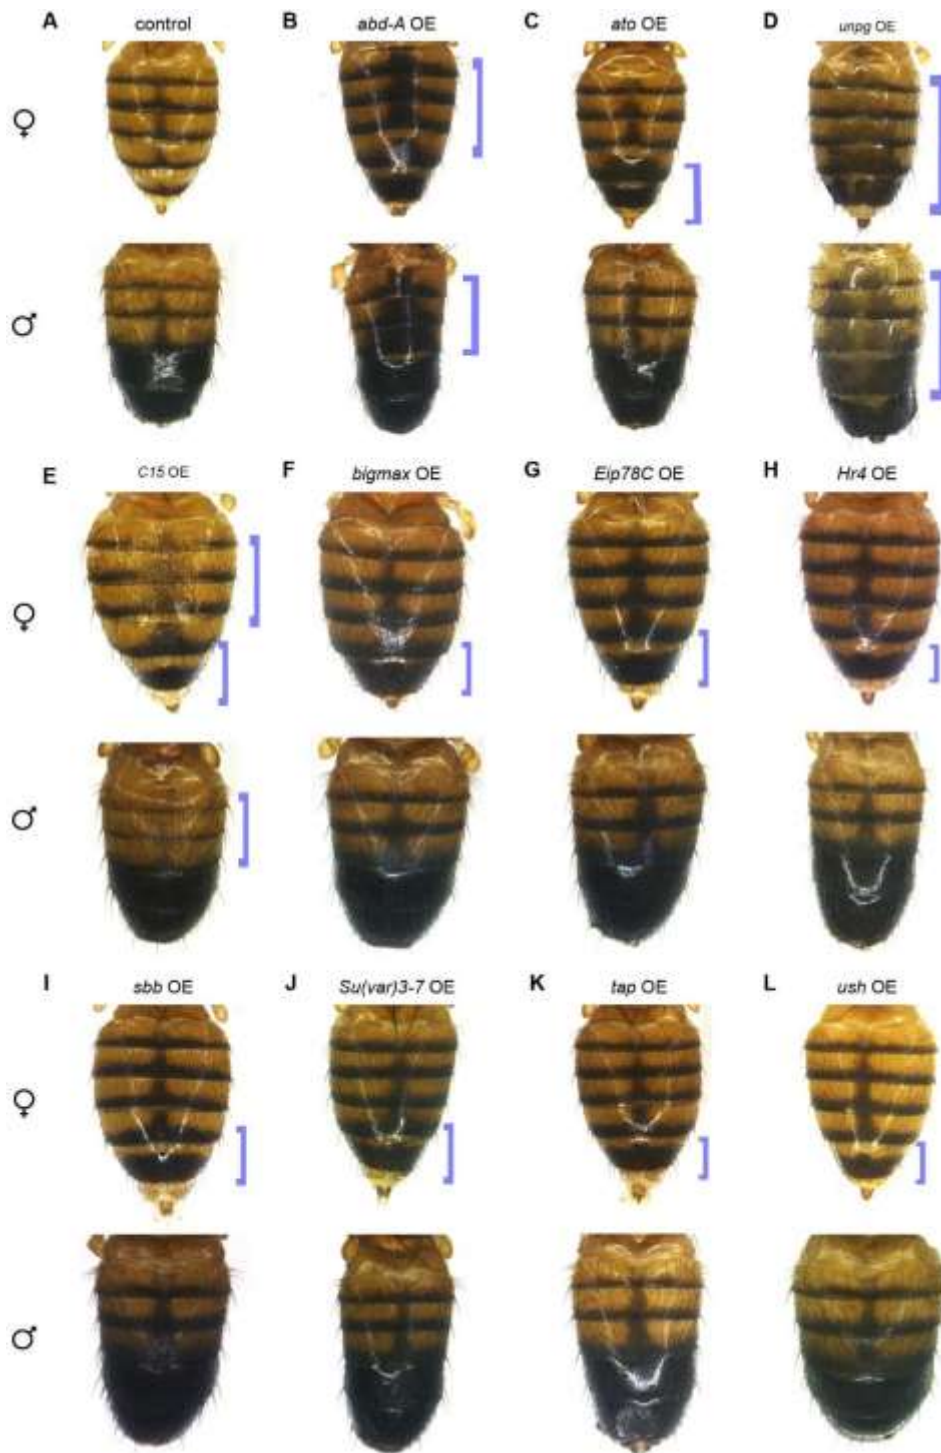 A control B abd-A OE C ato OE D unpg OE
♀
♂
E C15 OE F bigmax OE G Eip78C OE H Hr4 OE
♀
♂
I sbb OE J Su(var)3-7 OE K tap OE L ush OE
♀
♂